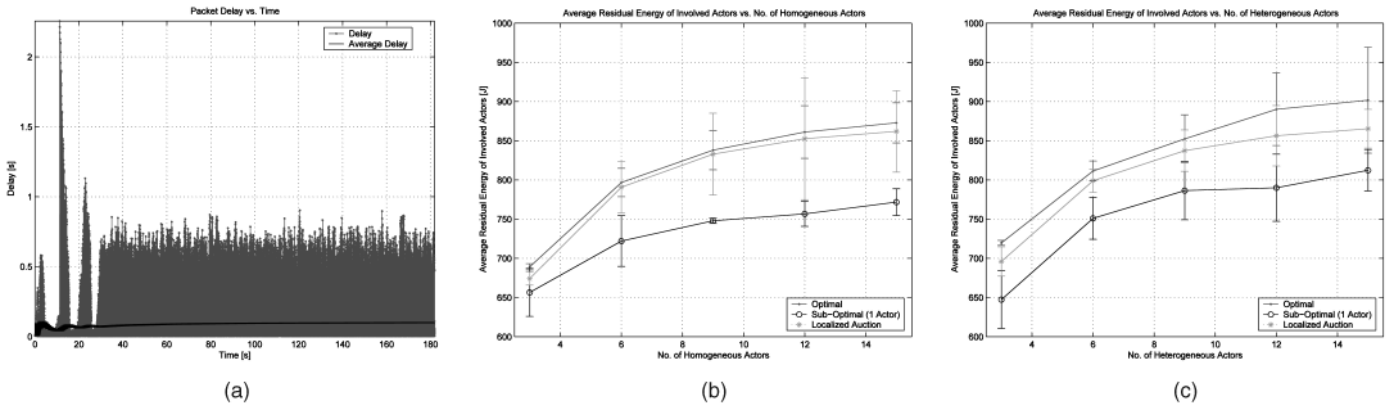 Packet Delay vs. Time
Delay
Average Delay
Delay [s]
2
1.5
1
0.5
0
0 20 40 60 80 100 120 140 160 182
Time [s]
(a)
Average Residual Energy of Involved Actors vs. No. of Homogeneous Actors
Average Residual Energy of Involved Actors [J]
1000
950
900
850
800
750
700
650
600
4 6 8 10 12 14
No. of Homogeneous Actors
Optimal
Sub-Optimal (1 Actor)
Localized Auction
(b)
Average Residual Energy of Involved Actors vs. No. of Heterogeneous Actors
Average Residual Energy of Involved Actors [J]
1000
950
900
850
800
750
700
650
600
4 6 8 10 12 14
No. of Heterogeneous Actors
Optimal
Sub-Optimal (1 Actor)
Localized Auction
(c)